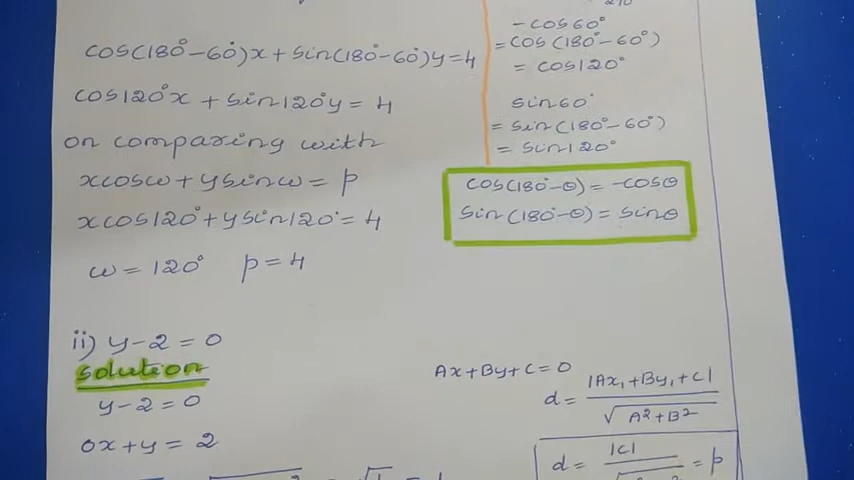 cos(180°-60°)x+sin(180°-60°)y=4
cos120°x+sin120°y=4
on comparing with
xcosω+ysinω=p
xcos120°+ysin120°=4
ω=120° p=4
-cos60°
=cos(180°-60°)
=cos120°
sin60°
=sin(180°-60°)
=sin120°
cos(180°-θ)=-cosθ
sin(180°-θ)=sinθ
ii) y-2=0
solution
y-2=0
0x+y=2
Ax+By+C=0
d=|Ax₁+By₁+C|/√A²+B²
d=|C|/√ =p